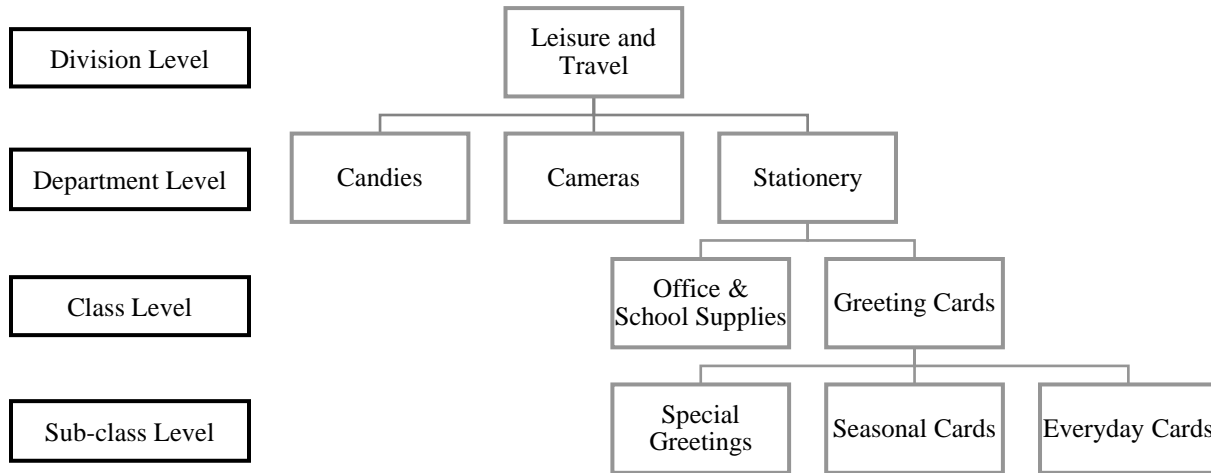 Division Level
Leisure and
Travel
Department Level
Candies
Cameras
Stationery
Class Level
Office &
School Supplies
Greeting Cards
Sub-class Level
Special
Greetings
Seasonal Cards
Everyday Cards